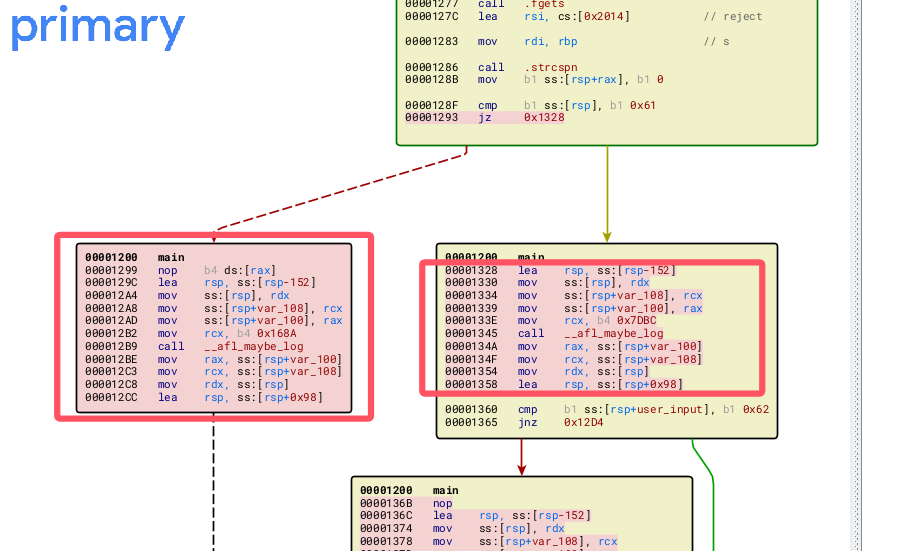 primary
00001277 call .fgets
0000127C lea rsi, cs:[0x2014] // reject
00001283 mov rdi, rbp // s
00001286 call .strcspn
0000128B mov b1 ss:[rsp+rax], b1 0
0000128F cmp b1 ss:[rsp], b1 0x61
00001293 jz 0x1328
00001200 main
00001299 nop b4 ds:[rax]
0000129C lea rsp, ss:[rsp-152]
000012A4 mov ss:[rsp], rdx
000012A8 mov ss:[rsp+var_108], rcx
000012AD mov ss:[rsp+var_100], rax
000012B2 mov rcx, b4 0x168A
000012B9 call __afl_maybe_log
000012BE mov rax, ss:[rsp+var_100]
000012C3 mov rcx, ss:[rsp+var_108]
000012C8 mov rdx, ss:[rsp]
000012CC lea rsp, ss:[rsp+0x98]
00001200 main
00001328 lea rsp, ss:[rsp-152]
00001330 mov ss:[rsp], rdx
00001334 mov ss:[rsp+var_108], rcx
00001339 mov ss:[rsp+var_100], rax
0000133E mov rcx, b4 0x7DBC
00001345 call __afl_maybe_log
0000134A mov rax, ss:[rsp+var_100]
0000134F mov rcx, ss:[rsp+var_108]
00001354 mov rdx, ss:[rsp]
00001358 lea rsp, ss:[rsp+0x98]
00001360 cmp b1 ss:[rsp+user_input], b1 0x62
00001365 jnz 0x12D4
00001200 main
0000136B nop
0000136C lea rsp, ss:[rsp-152]
00001374 mov ss:[rsp], rdx
00001378 mov ss:[rsp+var_108], rcx